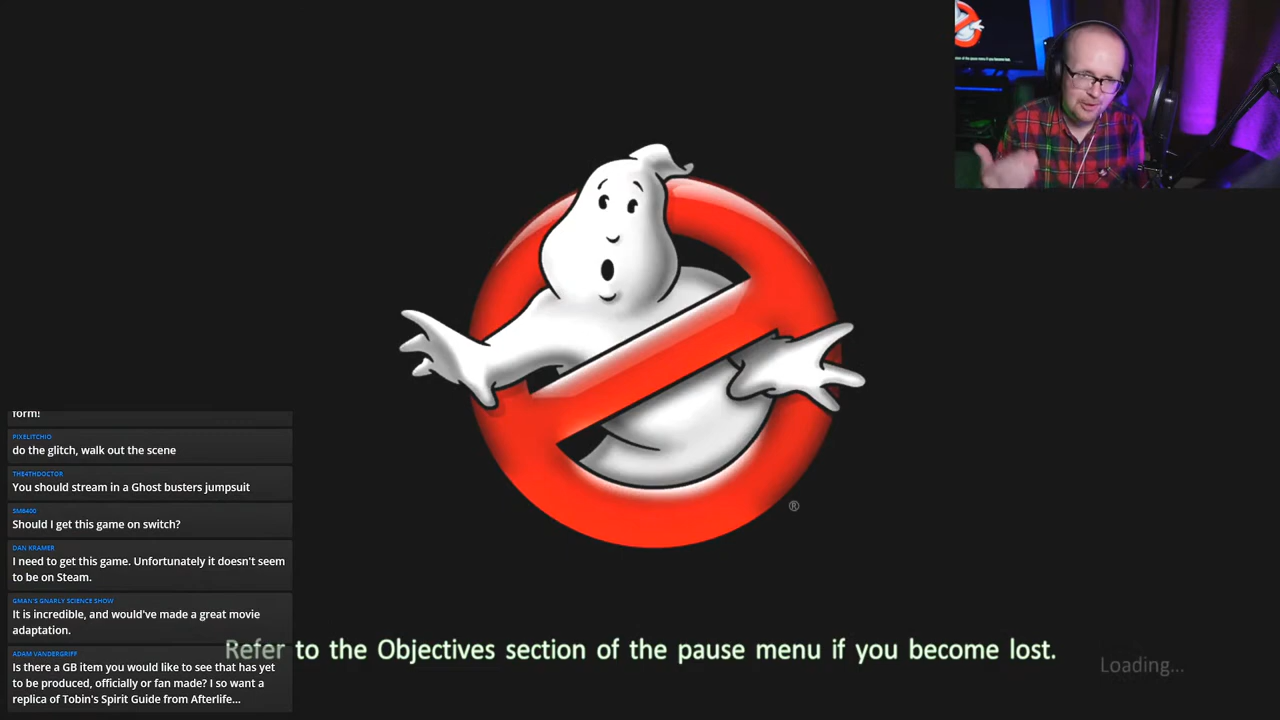 form!
PIXELITCHIO
do the glitch, walk out the scene
THE4THDOCTOR
You should stream in a Ghost busters jumpsuit
SM6400
Should I get this game on switch?
DAN KRAMER
I need to get this game. Unfortunately it doesn't seem
to be on Steam.
GMAN'S GNARLY SCIENCE SHOW
It is incredible, and would've made a great movie
adaptation.
ADAM VANDERGRIFF
Is there a GB item you would like to see that has yet
to be produced, officially or fan made? I so want a
replica of Tobin's Spirit Guide from Afterlife...
®
Refer to the Objectives section of the pause menu if you become lost.
Loading...